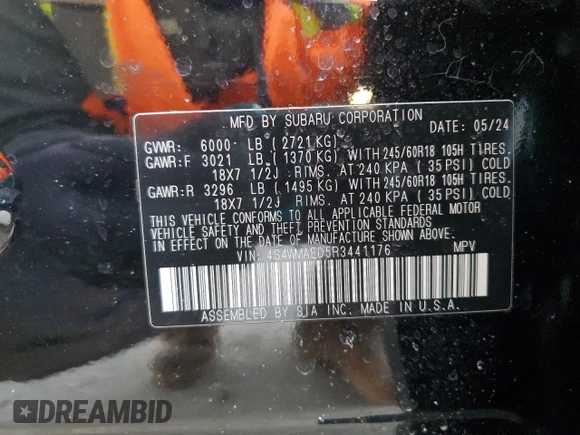 MFD BY SUBARU CORPORATION
DATE: 05/24
GVWR: 6000 LB (2721 KG)
GAWR:F 3021 LB (1370 KG) WITH 245/60R18 105H TIRES.
18X7 1/2J RIMS. AT 240 KPA (35 PSI) COLD
GAWR:R 3296 LB (1495 KG) WITH 245/60R18 105H TIRES.
18X7 1/2J RIMS. AT 240 KPA (35 PSI) COLD
THIS VEHICLE CONFORMS TO ALL APPLICABLE FEDERAL MOTOR
VEHICLE SAFETY AND THEFT PREVENTION STANDARDS
IN EFFECT ON THE DATE OF MANUFACTURE SHOWN ABOVE.
VIN: 4S4WMAED5R3441176 MPV
ASSEMBLED BY SIA INC. MADE IN U.S.A.
DREAMBID